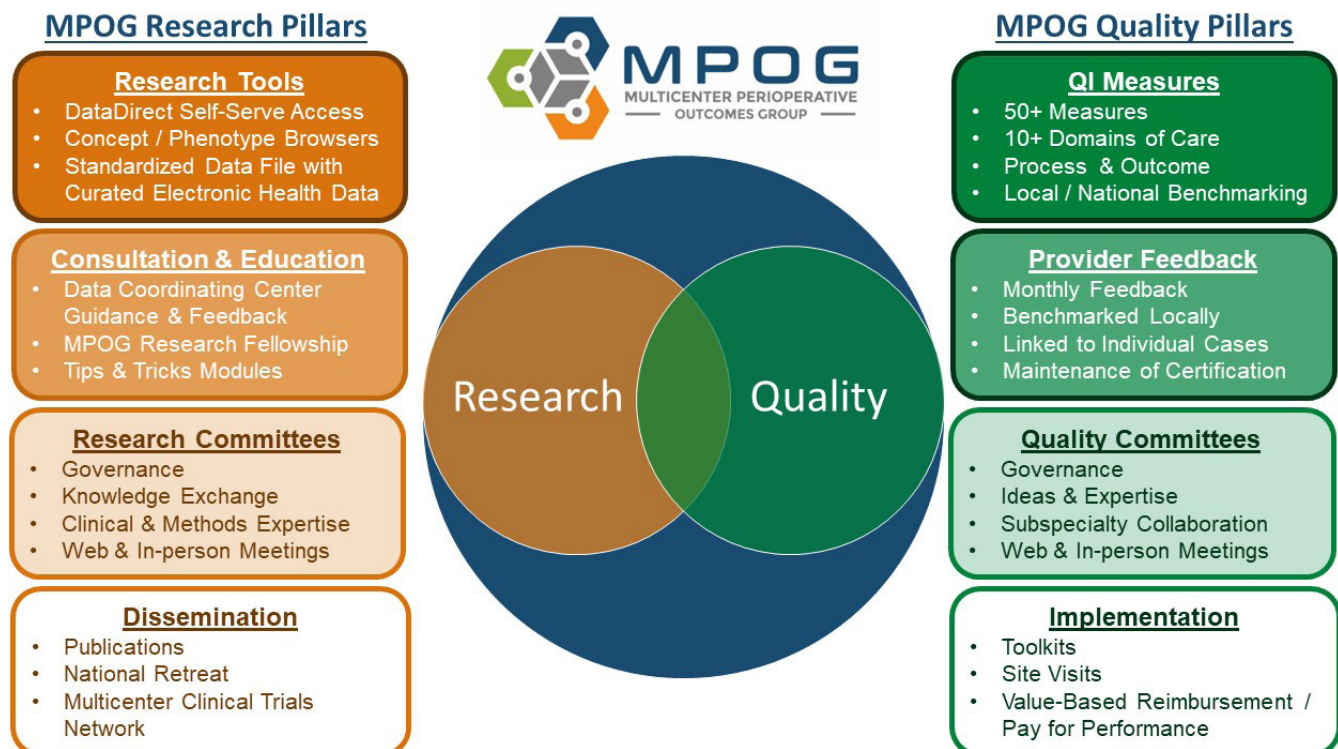 MPOG Research Pillars
Research Tools
• DataDirect Self-Serve Access
• Concept / Phenotype Browsers
• Standardized Data File with
Curated Electronic Health Data
Consultation & Education
• Data Coordinating Center
Guidance & Feedback
• MPOG Research Fellowship
• Tips & Tricks Modules
Research Committees
• Governance
• Knowledge Exchange
• Clinical & Methods Expertise
• Web & In-person Meetings
Dissemination
• Publications
• National Retreat
• Multicenter Clinical Trials
Network
MPOG
MULTICENTER PERIOPERATIVE
OUTCOMES GROUP
Research
Quality
MPOG Quality Pillars
QI Measures
• 50+ Measures
• 10+ Domains of Care
• Process & Outcome
• Local / National Benchmarking
Provider Feedback
• Monthly Feedback
• Benchmarked Locally
• Linked to Individual Cases
• Maintenance of Certification
Quality Committees
• Governance
• Ideas & Expertise
• Subspecialty Collaboration
• Web & In-person Meetings
Implementation
• Toolkits
• Site Visits
• Value-Based Reimbursement /
Pay for Performance